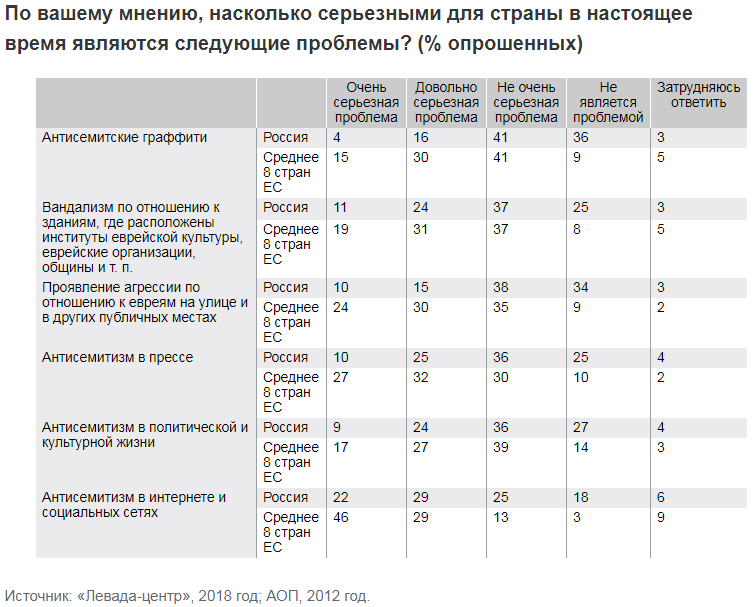 По вашему мнению, насколько серьезными для страны в настоящее
время являются следующие проблемы? (% опрошенных)
Очень серьезная проблема Довольно серьезная проблема Не очень серьезная проблема Не является проблемой Затрудняюсь ответить
Антисемитские граффити Россия 4 16 41 36 3
Среднее 8 стран ЕС 15 30 41 9 5
Вандализм по отношению к зданиям, где расположены институты еврейской культуры, еврейские организации, общины и т. п. Россия 11 24 37 25 3
Среднее 8 стран ЕС 19 31 37 8 5
Проявление агрессии по отношению к евреям на улице и в других публичных местах Россия 10 15 38 34 3
Среднее 8 стран ЕС 24 30 35 9 2
Антисемитизм в прессе Россия 10 25 36 25 4
Среднее 8 стран ЕС 27 32 30 10 2
Антисемитизм в политической и культурной жизни Россия 9 24 36 27 4
Среднее 8 стран ЕС 17 27 39 14 3
Антисемитизм в интернете и социальных сетях Россия 22 29 25 18 6
Среднее 8 стран ЕС 46 29 13 3 9
Источник: «Левада-центр», 2018 год; АОП, 2012 год.